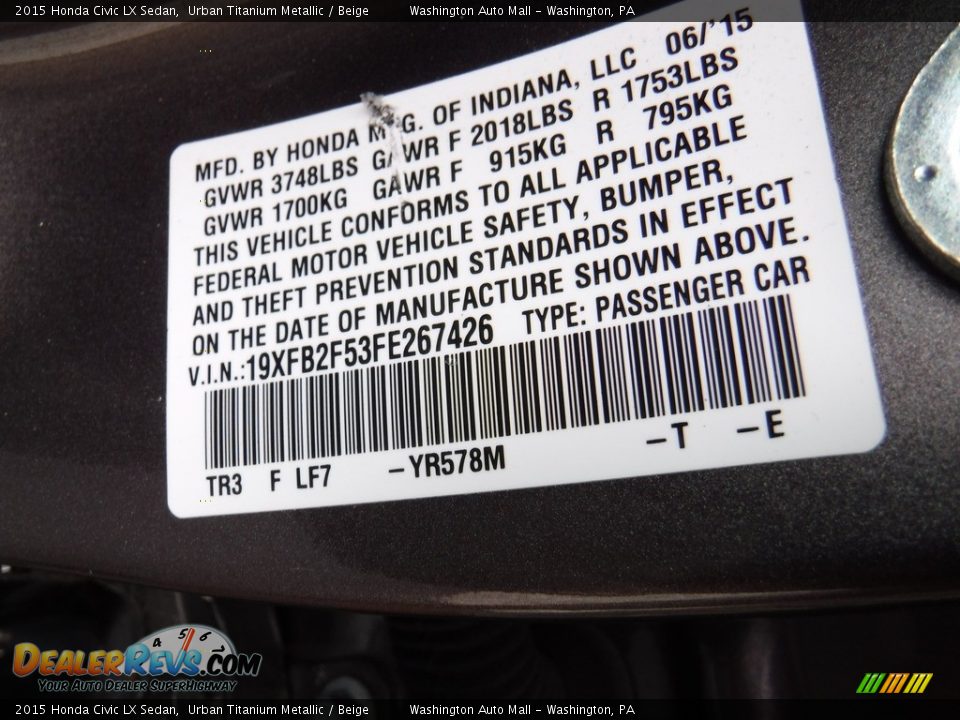 2015 Honda Civic LX Sedan, Urban Titanium Metallic / Beige Washington Auto Mall - Washington, PA
MFD. BY HONDA MFG. OF INDIANA, LLC 06/'15
GVWR 3748LBS GAWR F 2018LBS R 1753LBS
GVWR 1700KG GAWR F 915KG R 795KG
THIS VEHICLE CONFORMS TO ALL APPLICABLE
FEDERAL MOTOR VEHICLE SAFETY, BUMPER,
AND THEFT PREVENTION STANDARDS IN EFFECT
ON THE DATE OF MANUFACTURE SHOWN ABOVE.
V.I.N.:19XFB2F53FE267426 TYPE: PASSENGER CAR
TR3 F LF7 -YR578M -T -E
4 5 6 7
DEALERREVS.COM
YOUR AUTO DEALER SUPERHIGHWAY
2015 Honda Civic LX Sedan, Urban Titanium Metallic / Beige Washington Auto Mall - Washington, PA